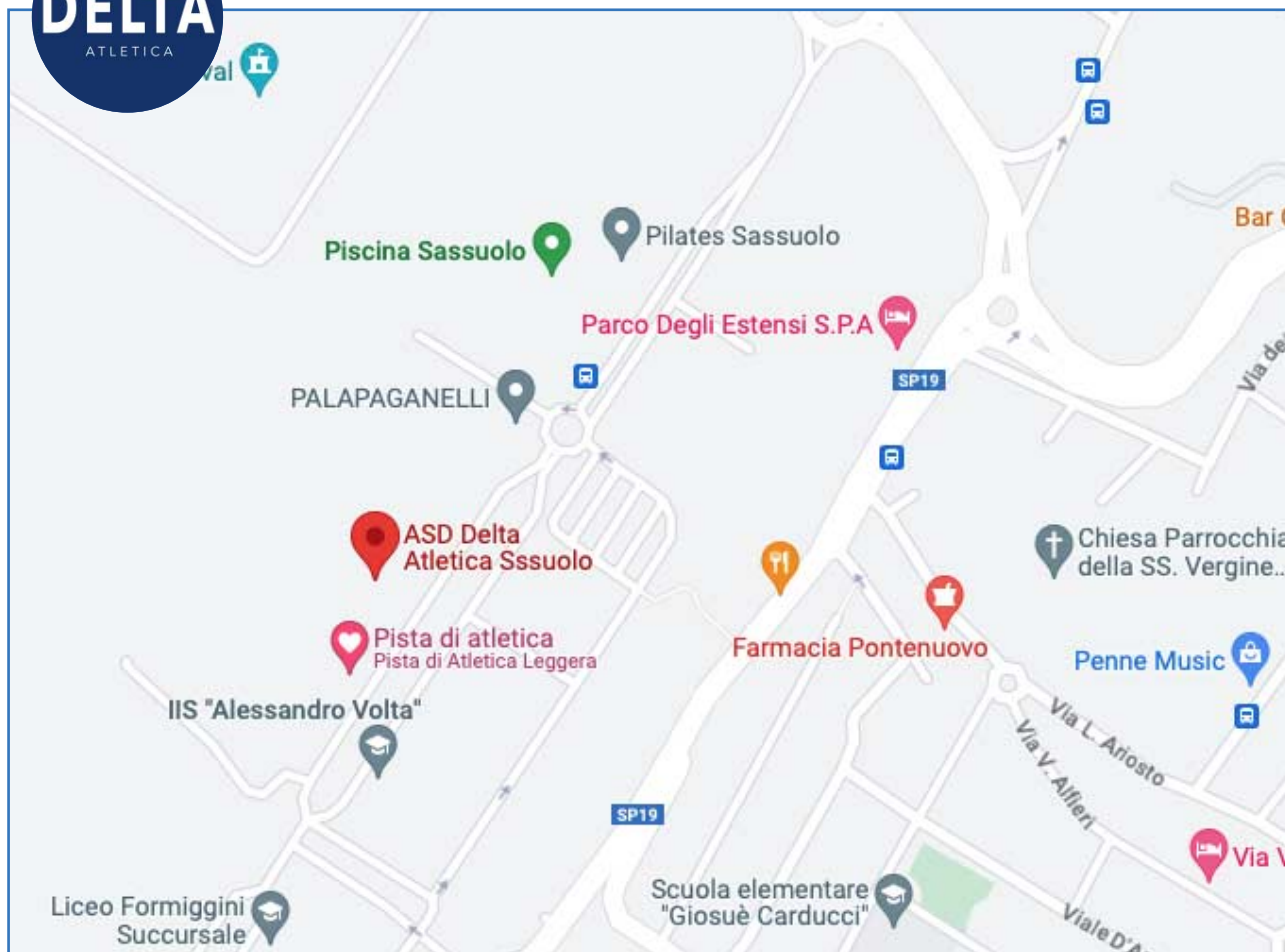 DELTA
ATLETICA
Pilates Sassuolo
Piscina Sassuolo
Bar
Parco Degli Estensi S.P.A
SP19
PALAPAGANELLI
ASD Delta
Atletica Sssuolo
Chiesa Parrocchia
della SS. Vergine...
Pista di atletica
Pista di Atletica Leggera
Farmacia Pontenuovo
Penne Music
IIS "Alessandro Volta"
Via L. Ariosto
Via V. Alfieri
SP19
Via
Scuola elementare
"Giosuè Carducci"
Liceo Formiggini
Succursale
Viale
Via